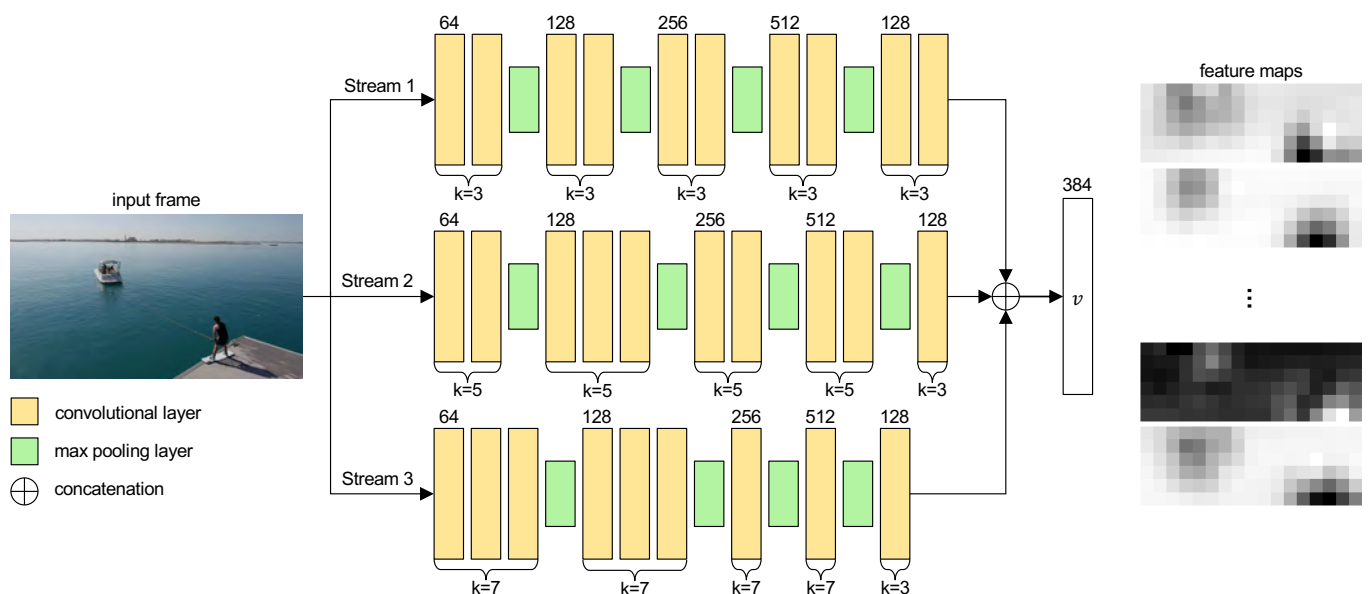 64 128 256 512 128
Stream 1
k=3 k=3 k=3 k=3 k=3
feature maps
384
input frame
64 128 256 512 128
Stream 2
v
⋮
k=5 k=5 k=5 k=5 k=3
convolutional layer
max pooling layer
concatenation
64 128 256 512 128
Stream 3
k=7 k=7 k=7 k=7 k=3